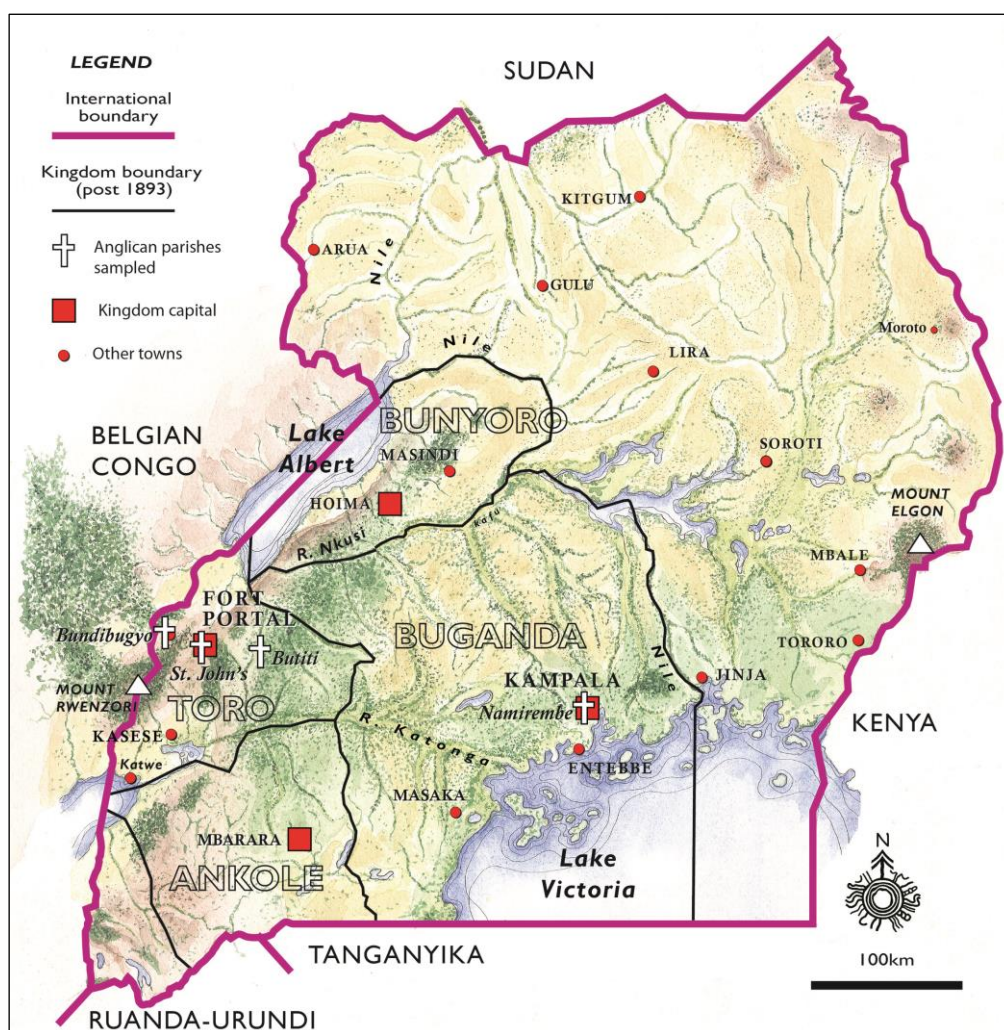 LEGEND
International
boundary
Kingdom boundary
(post 1893)
Anglican parishes
sampled
Kingdom capital
Other towns
SUDAN
KITGUM
ARUA
Nile
GULU
Moroto
Nile
LIRA
BUNYORO
BELGIAN
CONGO
Lake
Albert
MASINDI
SOROTI
HOIMA
MOUNT
ELGON
R. Nkusi
Kafu
MBALE
FORT
PORTAL
Bundibugyo
BUGANDA
Butiti
TORORO
St. John's
Nile
JINJA
MOUNT
RWENZORI
TORO
KAMPALA
Namirembe
KENYA
KASESE
R. Katonga
Katwe
ENTEBBE
MASAKA
MBARARA
Lake
Victoria
ANKOLE
N
TANGANYIKA
100km
RUANDA-URUNDI